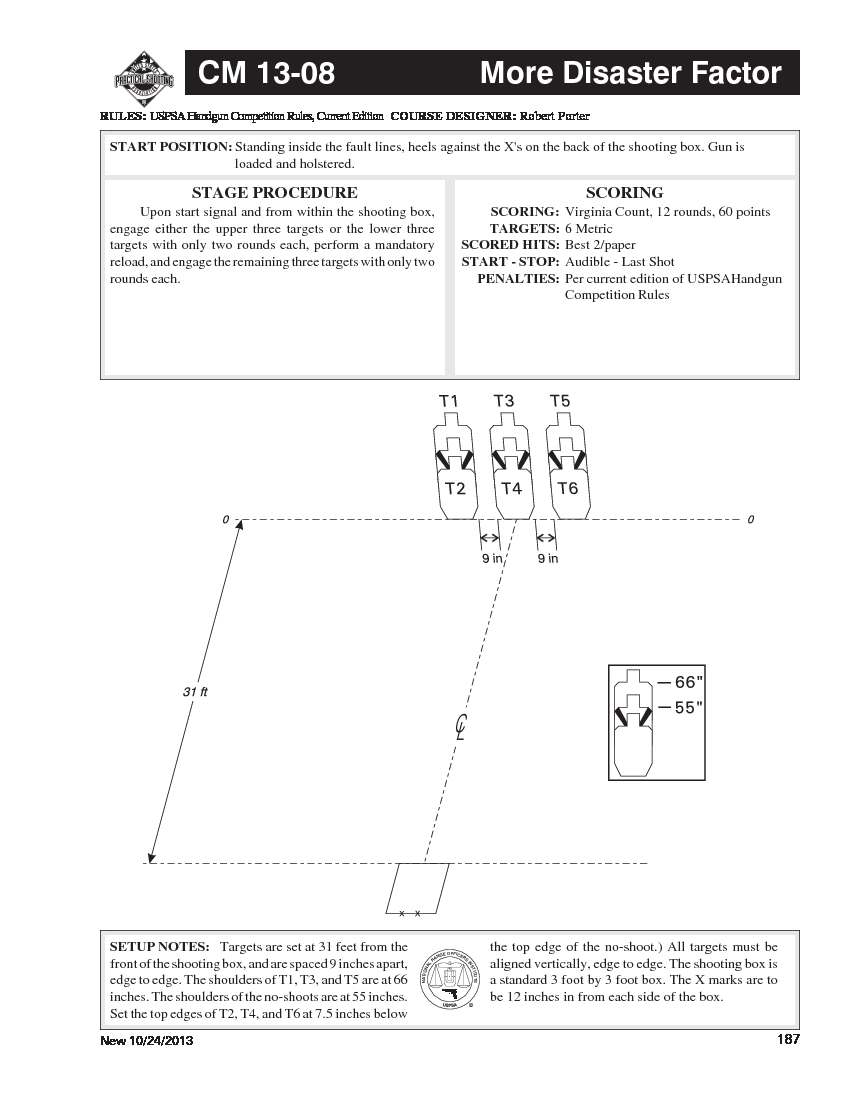 CM 13-08 More Disaster Factor
PRACTICAL SHOOTING
RULES: USPSA Handgun Competition Rules, Current Edition COURSE DESIGNER: Robert Porter
START POSITION: Standing inside the fault lines, heels against the X's on the back of the shooting box. Gun is
loaded and holstered.
STAGE PROCEDURE
Upon start signal and from within the shooting box,
engage either the upper three targets or the lower three
targets with only two rounds each, perform a mandatory
reload, and engage the remaining three targets with only two
rounds each.
SCORING
SCORING: Virginia Count, 12 rounds, 60 points
TARGETS: 6 Metric
SCORED HITS: Best 2/paper
START - STOP: Audible - Last Shot
PENALTIES: Per current edition of USPSAHandgun
Competition Rules
T1 T3 T5
T2 T4 T6
0 0
9 in 9 in
31 ft
66"
55"
CL
x x
SETUP NOTES: Targets are set at 31 feet from the
front of the shooting box, and are spaced 9 inches apart,
edge to edge. The shoulders of T1, T3, and T5 are at 66
inches. The shoulders of the no-shoots are at 55 inches.
Set the top edges of T2, T4, and T6 at 7.5 inches below
NATIONAL RANGE OFFICERS INSTITUTE
USPSA
the top edge of the no-shoot.) All targets must be
aligned vertically, edge to edge. The shooting box is
a standard 3 foot by 3 foot box. The X marks are to
be 12 inches in from each side of the box.
New 10/24/2013 187